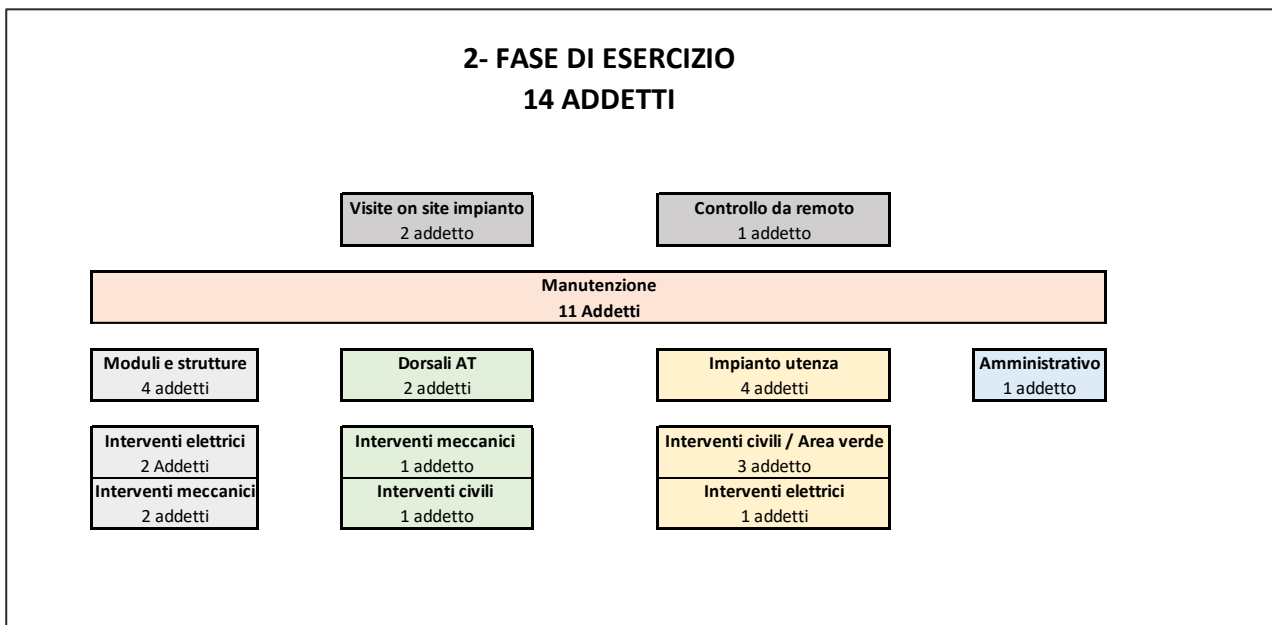 2- FASE DI ESERCIZIO
14 ADDETTI
Visite on site impianto
2 addetto
Controllo da remoto
1 addetto
Manutenzione
11 Addetti
Moduli e strutture
4 addetti
Dorsali AT
2 addetti
Impianto utenza
4 addetti
Amministrativo
1 addetto
Interventi elettrici
2 Addetti
Interventi meccanici
2 addetti
Interventi meccanici
1 addetto
Interventi civili
1 addetto
Interventi civili / Area verde
3 addetto
Interventi elettrici
1 addetti